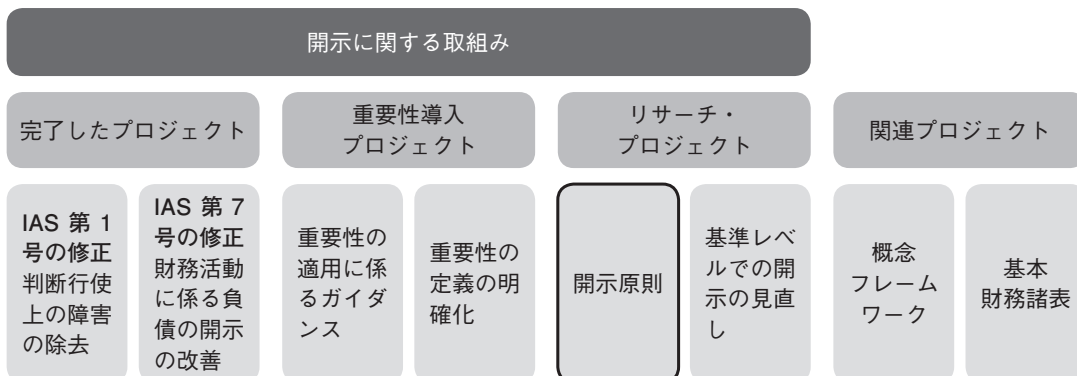 開示に関する取組み
完了したプロジェクト
重要性導入
プロジェクト
リサーチ・
プロジェクト
関連プロジェクト
IAS 第 1
号の修正
判断行使
上の障害
の除去
IAS 第 7
号の修正
財務活動
に係る負
債の開示
の改善
重要性の
適用に係
るガイダ
ンス
重要性の
定義の明
確化
開示原則
基準レベ
ルでの開
示の見直
し
概念
フレーム
ワーク
基本
財務諸表